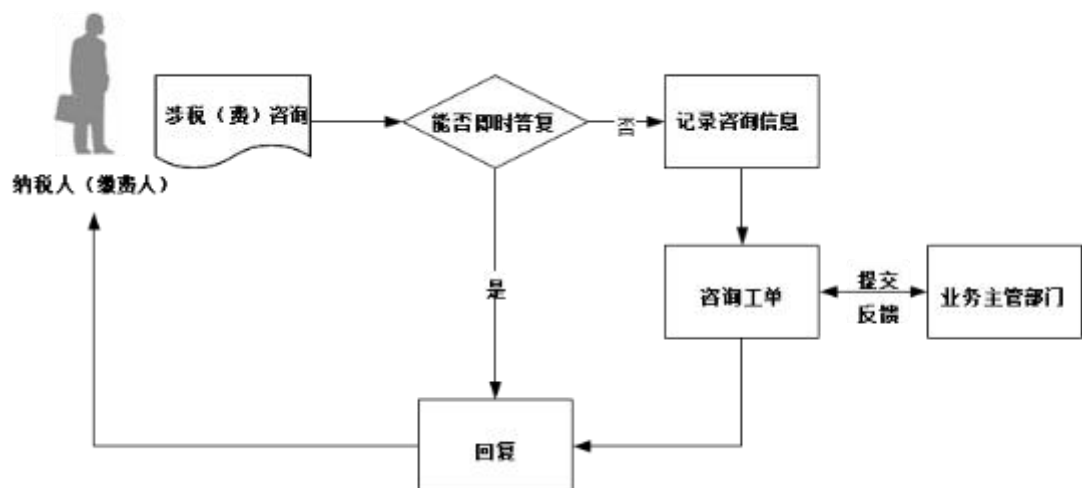 涉税（费）咨询
能否即时答复
否
记录咨询信息
纳税人（缴费人）
是
咨询工单
提交
反馈
业务主管部门
回复